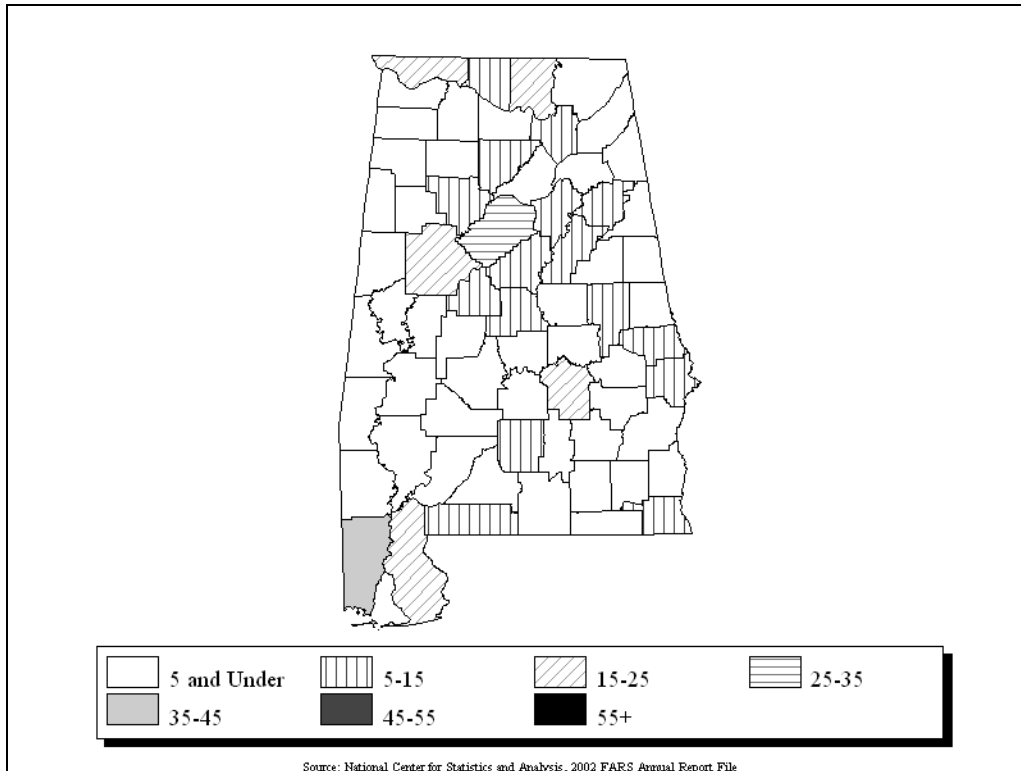 5 and Under 5-15 15-25 25-35
35-45 45-55 55+
Source: National Center for Statistics and Analysis, 2002 FARS Annual Report File